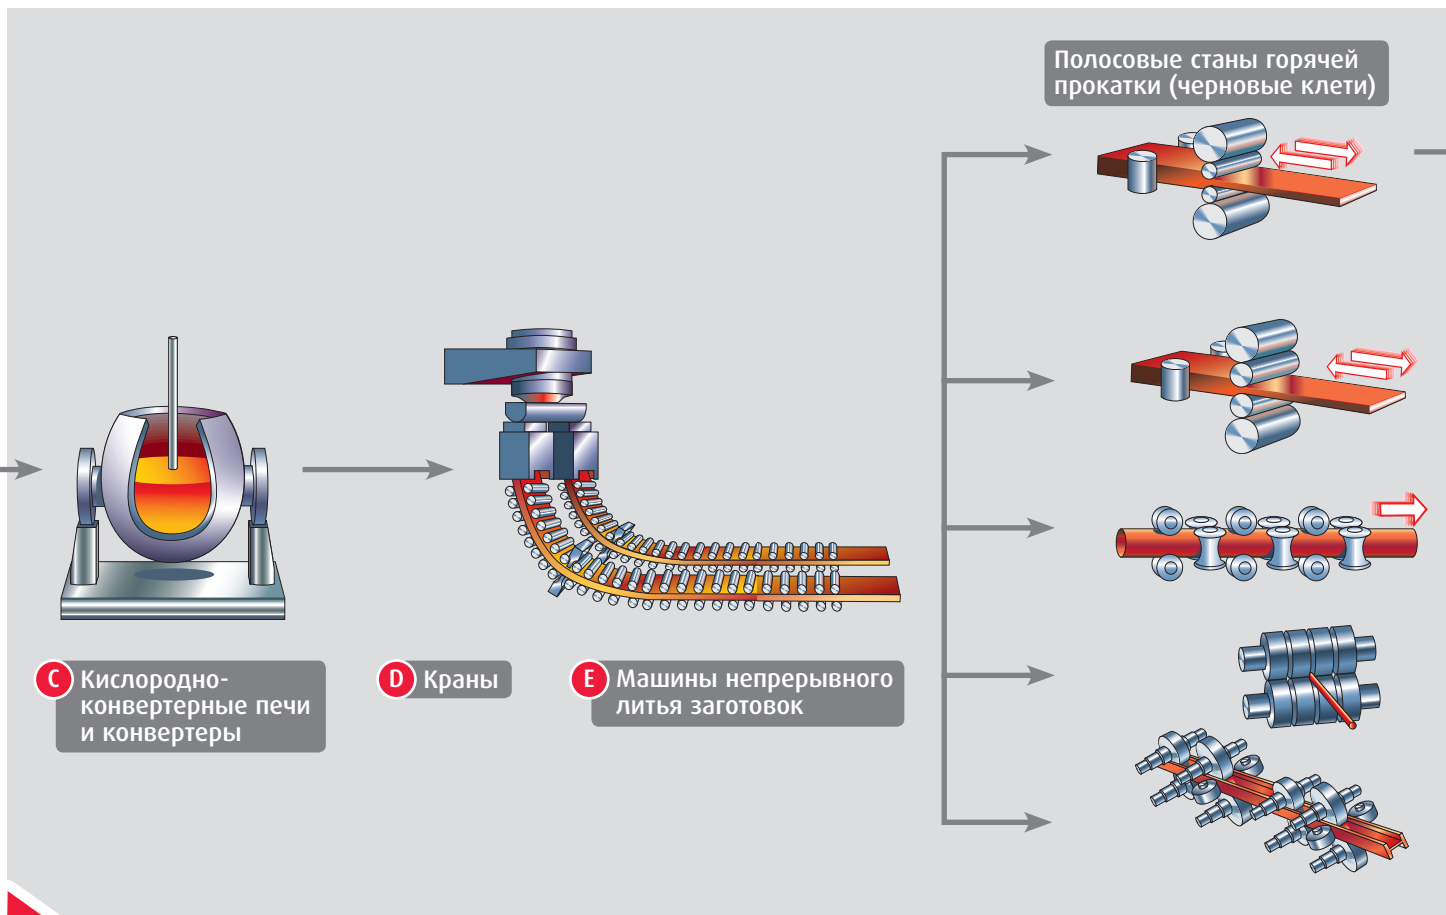 Полосовые станы горячей
прокатки (черновые клети)
C Кислородно-
конвертерные печи
и конвертеры
D Краны
E Машины непрерывного
литья заготовок